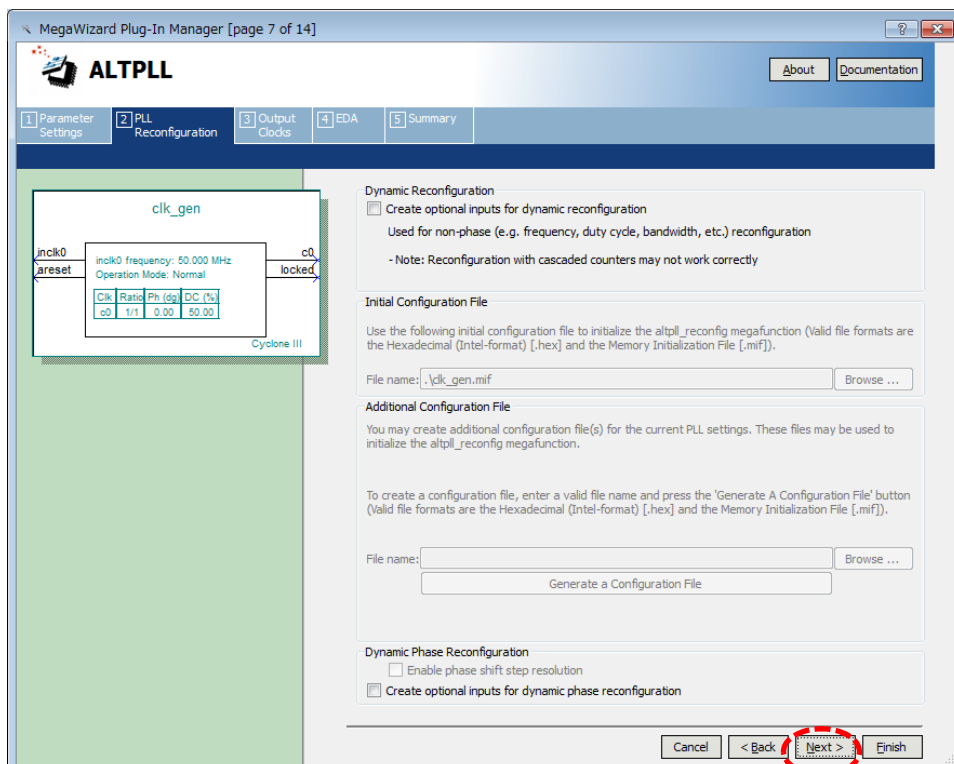 MegaWizard Plug-In Manager [page 7 of 14]
ALTPLL
About
Documentation
1 Parameter Settings
2 PLL Reconfiguration
3 Output Clocks
4 EDA
5 Summary
clk_gen
inclk0
areset
c0
locked
inclk0 frequency: 50.000 MHz
Operation Mode: Normal
Clk Ratio Ph (dg) DC (%)
c0 1/1 0.00 50.00
Cyclone III
Dynamic Reconfiguration
Create optional inputs for dynamic reconfiguration
Used for non-phase (e.g. frequency, duty cycle, bandwidth, etc.) reconfiguration
- Note: Reconfiguration with cascaded counters may not work correctly
Initial Configuration File
Use the following initial configuration file to initialize the altpll_reconfig megafunction (Valid file formats are
the Hexadecimal (Intel-format) [.hex] and the Memory Initialization File [.mif]).
File name: .\clk_gen.mif
Browse ...
Additional Configuration File
You may create additional configuration file(s) for the current PLL settings. These files may be used to
initialize the altpll_reconfig megafunction.
To create a configuration file, enter a valid file name and press the 'Generate A Configuration File' button
(Valid file formats are the Hexadecimal (Intel-format) [.hex] and the Memory Initialization File [.mif]).
File name:
Browse ...
Generate a Configuration File
Dynamic Phase Reconfiguration
Enable phase shift step resolution
Create optional inputs for dynamic phase reconfiguration
Cancel
< Back
Next >
Finish